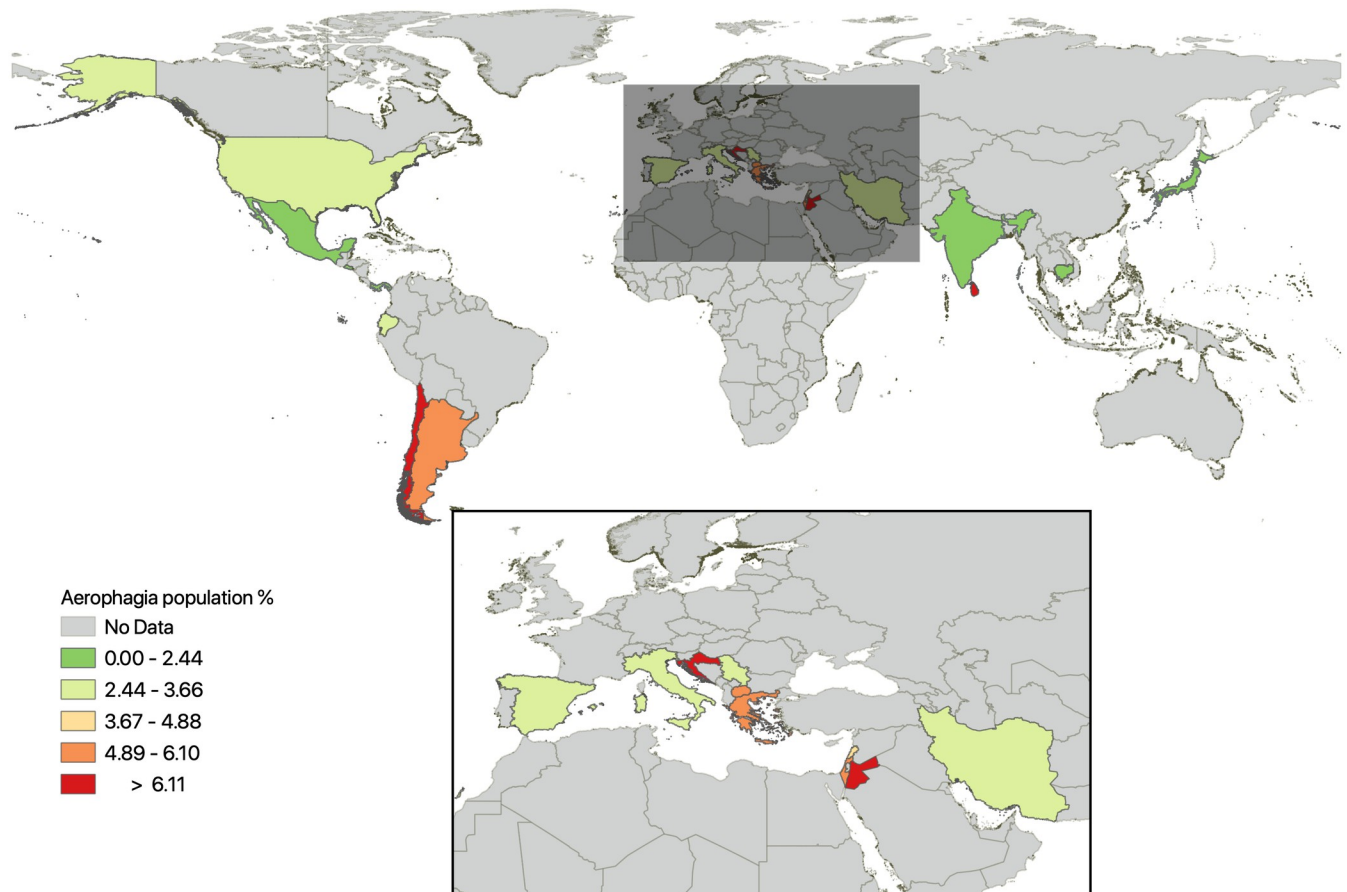 Aerophagia population %
No Data
0.00 - 2.44
2.44 - 3.66
3.67 - 4.88
4.89 - 6.10
> 6.11